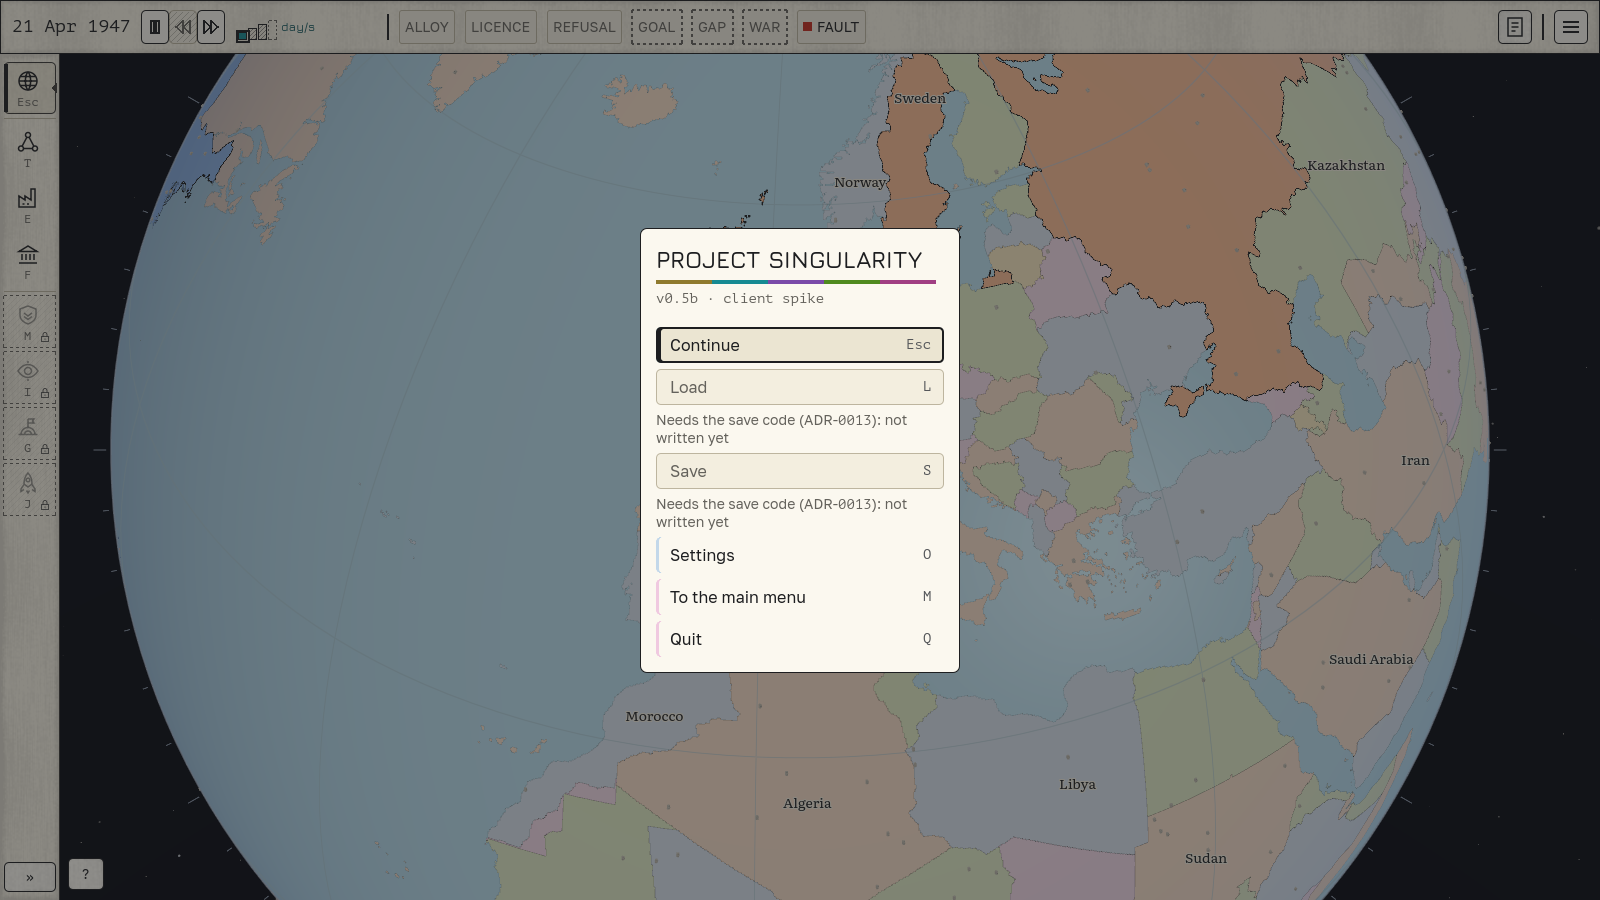 21 Apr 1947
day/s
ALLOY
LICENCE
REFUSAL
GOAL
GAP
WAR
FAULT
Esc
T
E
F
M
I
G
J
»
?
Sweden
Norway
Kazakhstan
Iran
Saudi Arabia
Morocco
Algeria
Libya
Sudan
PROJECT SINGULARITY
v0.5b · client spike
Continue Esc
Load L
Needs the save code (ADR-0013): not
written yet
Save S
Needs the save code (ADR-0013): not
written yet
Settings O
To the main menu M
Quit Q